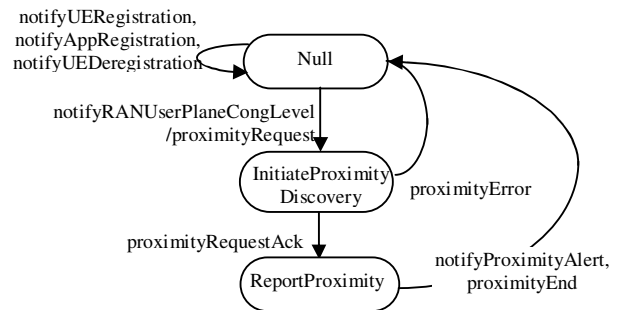 notifyUERegistration,
notifyAppRegistration,
notifyUEDeregistration
Null
notifyRANUserPlaneCongLevel
/proximityRequest
InitiateProximity
Discovery
proximityError
proximityRequestAck
ReportProximity
notifyProximityAlert,
proximityEnd